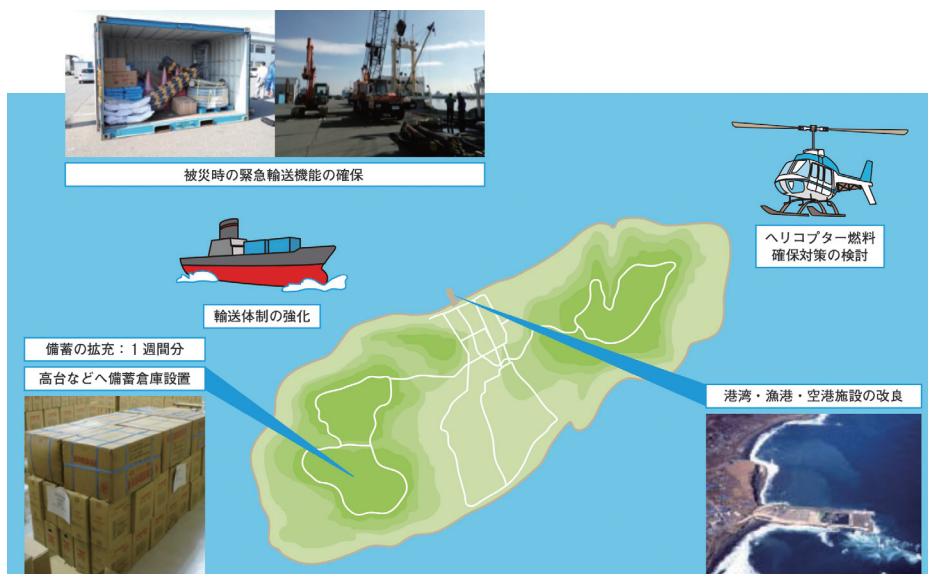 被災時の緊急輸送機能の確保
ヘリコプター燃料
確保対策の検討
輸送体制の強化
備蓄の拡充：１週間分
高台などへ備蓄倉庫設置
港湾・漁港・空港施設の改良